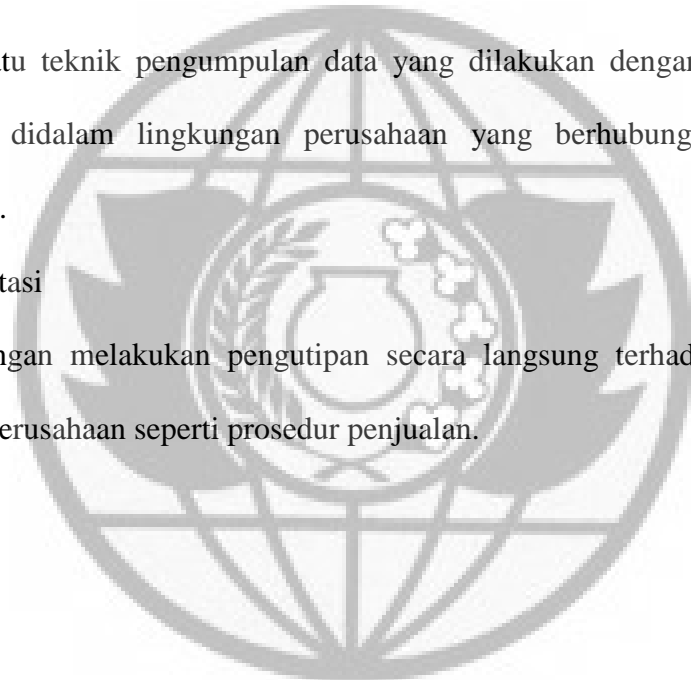 tu teknik pengumpulan data yang dilakukan dengan
didalam lingkungan perusahaan yang berhubung
.
tasi
ngan melakukan pengutipan secara langsung terhad
erusahaan seperti prosedur penjualan.